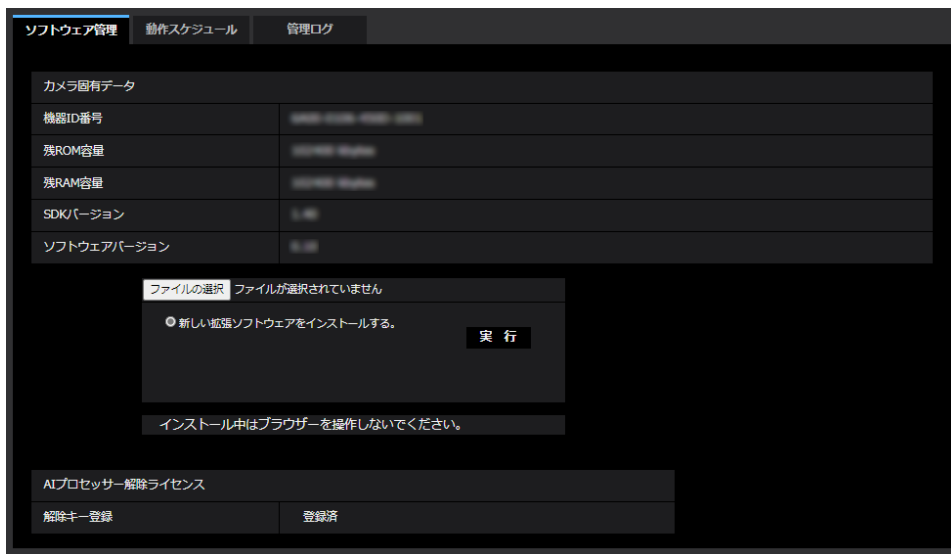 ソフトウェア管理 動作スケジュール 管理ログ
カメラ固有データ
機器ID番号
残ROM容量
残RAM容量
SDKバージョン
ソフトウェアバージョン
ファイルの選択 ファイルが選択されていません
新しい拡張ソフトウェアをインストールする。
実 行
インストール中はブラウザーを操作しないでください。
AIプロセッサー解除ライセンス
解除キー登録 登録済